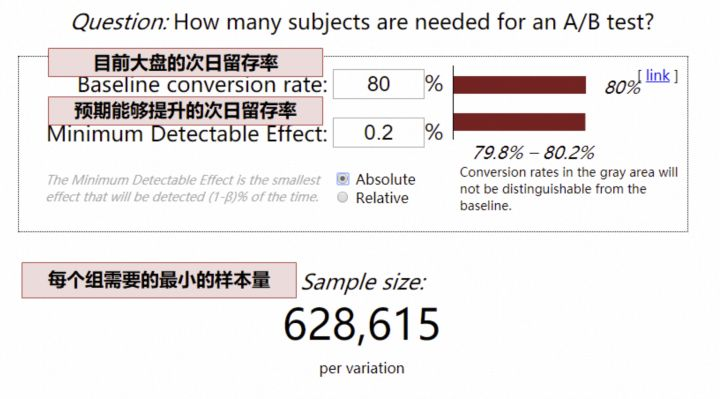 Question: How many subjects are needed for an A/B test?
目前大盘的次日留存率
Baseline conversion rate: 80 %
80%
[ link ]
预期能够提升的次日留存率
Minimum Detectable Effect: 0.2 %
79.8% – 80.2%
The Minimum Detectable Effect is the smallest
effect that will be detected (1-β)% of the time.
Absolute
Relative
Conversion rates in the gray area will
not be distinguishable from the
baseline.
每个组需要的最小的样本量
Sample size:
628,615
per variation